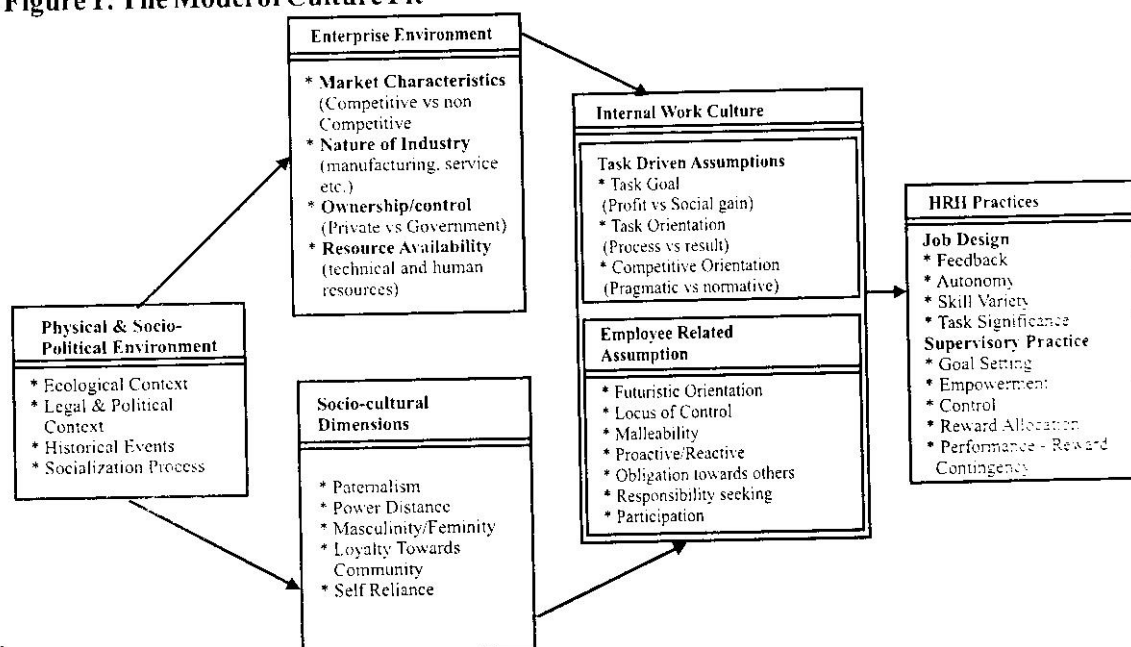 Figure 1: The Model of Culture Fit
Enterprise Environment
* Market Characteristics
(Competitive vs non
Competitive
* Nature of Industry
(manufacturing, service
etc.)
* Ownership/control
(Private vs Government)
* Resource Availability
(technical and human
resources)
Physical & Socio-
Political Environment
* Ecological Context
* Legal & Political
Context
* Historical Events
* Socialization Process
Socio-cultural
Dimensions
* Paternalism
* Power Distance
* Masculinity/Feminity
* Loyalty Towards
Community
* Self Reliance
Internal Work Culture
Task Driven Assumptions
* Task Goal
(Profit vs Social gain)
* Task Orientation
(Process vs result)
* Competitive Orientation
(Pragmatic vs normative)
Employee Related
Assumption
* Futuristic Orientation
* Locus of Control
* Malleability
* Proactive/Reactive
* Obligation towards others
* Responsibility seeking
* Participation
HRH Practices
Job Design
* Feedback
* Autonomy
* Skill Variety
* Task Significance
Supervisory Practice
* Goal Setting
* Empowerment
* Control
* Reward Allocation
* Performance - Reward
Contingency